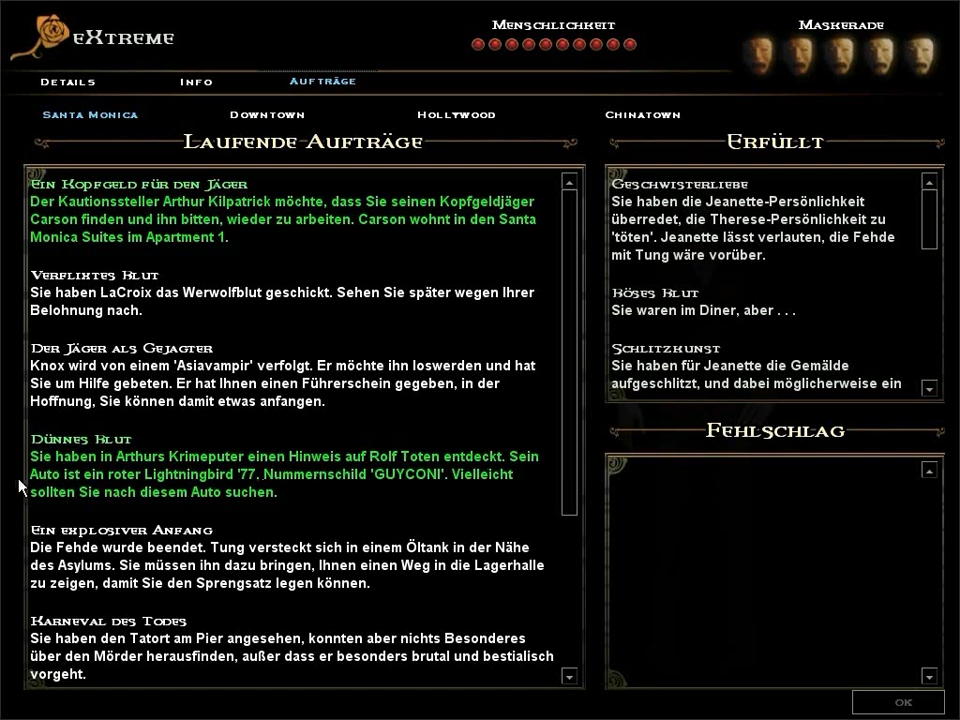 eXtreme
Menschlichkeit
Maskerade
Details
Info
Aufträge
Santa Monica
Downtown
Hollywood
Chinatown
Laufende Aufträge
Ein Kopfgeld für den Jäger
Der Kautionssteller Arthur Kilpatrick möchte, dass Sie seinen Kopfgeldjäger
Carson finden und ihn bitten, wieder zu arbeiten. Carson wohnt in den Santa
Monica Suites im Apartment 1.
Verflixtes Blut
Sie haben LaCroix das Werwolfblut geschickt. Sehen Sie später wegen Ihrer
Belohnung nach.
Der Jäger als Gejagter
Knox wird von einem 'Asiavampir' verfolgt. Er möchte ihn loswerden und hat
Sie um Hilfe gebeten. Er hat Ihnen einen Führerschein gegeben, in der
Hoffnung, Sie können damit etwas anfangen.
Dünnes Blut
Sie haben in Arthurs Krimeputer einen Hinweis auf Rolf Toten entdeckt. Sein
Auto ist ein roter Lightningbird '77. Nummernschild 'GUYCONI'. Vielleicht
sollten Sie nach diesem Auto suchen.
Ein explosiver Anfang
Die Fehde wurde beendet. Tung versteckt sich in einem Öltank in der Nähe
des Asylums. Sie müssen ihn dazu bringen, Ihnen einen Weg in die Lagerhalle
zu zeigen, damit Sie den Sprengsatz legen können.
Karneval des Todes
Sie haben den Tatort am Pier angesehen, konnten aber nichts Besonderes
über den Mörder herausfinden, außer dass er besonders brutal und bestialisch
vorgeht.
Erfüllt
Geschwisterliebe
Sie haben die Jeanette-Persönlichkeit
überredet, die Therese-Persönlichkeit zu
'töten'. Jeanette lässt verlauten, die Fehde
mit Tung wäre vorüber.
Böses Blut
Sie waren im Diner, aber . . .
Schlitzkunst
Sie haben für Jeanette die Gemälde
aufgeschlitzt, und dabei möglicherweise ein
Fehlschlag
OK